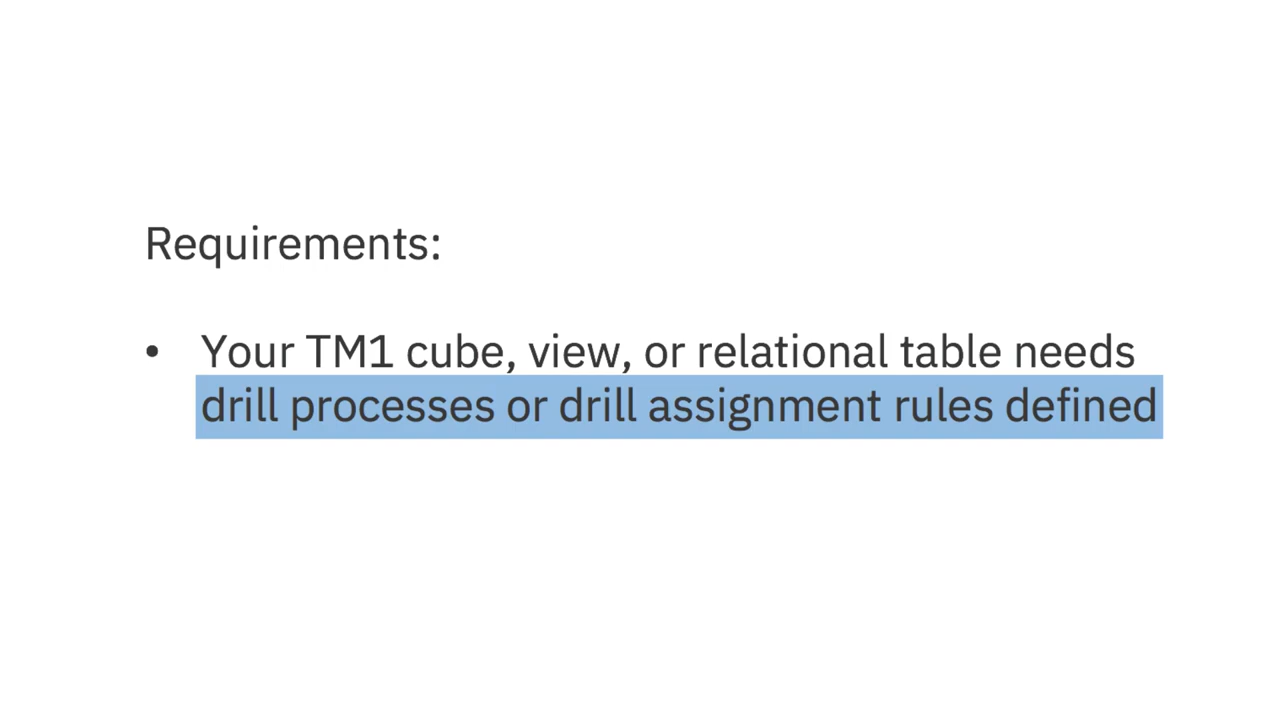 Requirements:
• Your TM1 cube, view, or relational table needs
drill processes or drill assignment rules defined